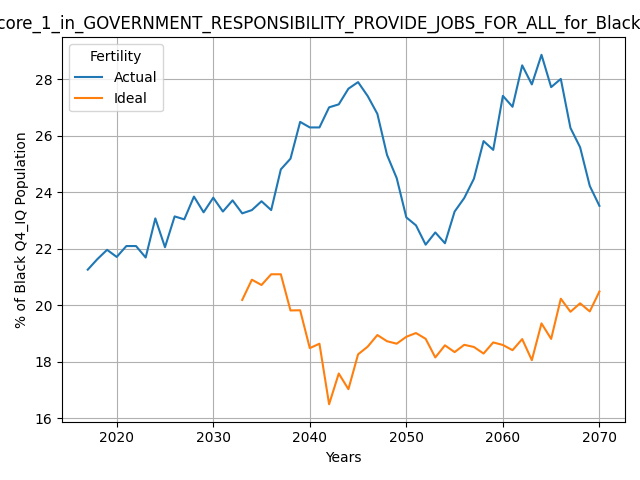 core_1_in_GOVERNMENT_RESPONSIBILITY_PROVIDE_JOBS_FOR_ALL_for_Black
Fertility
Actual
Ideal
% of Black Q4_IQ Population
28
26
24
22
20
18
16
2020 2030 2040 2050 2060 2070
Years